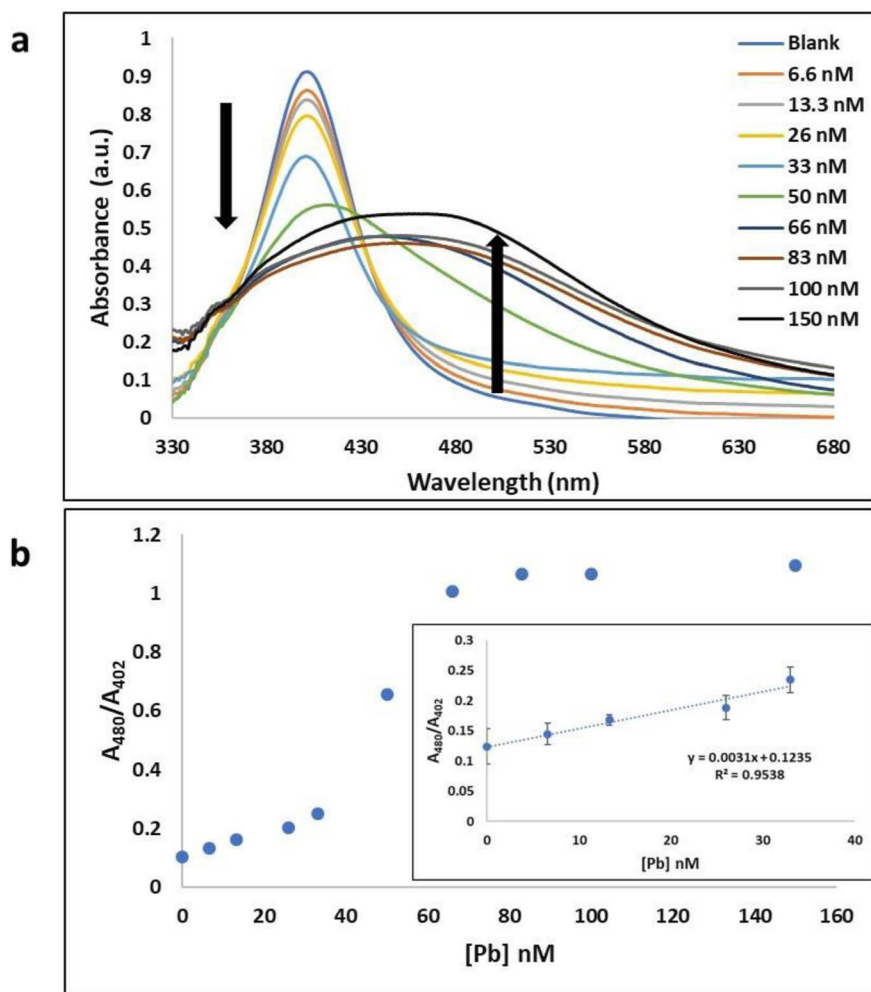 a
1
0.9
0.8
0.7
0.6
0.5
0.4
0.3
0.2
0.1
0
Absorbance (a.u.)
330 380 430 480 530 580 630 680
Wavelength (nm)
Blank
6.6 nM
13.3 nM
26 nM
33 nM
50 nM
66 nM
83 nM
100 nM
150 nM
b
1.2
1
0.8
0.6
0.4
0.2
0
A480/A402
0 20 40 60 80 100 120 140 160
[Pb] nM
0.3
0.25
0.2
0.15
0.1
0.05
0
A480/A402
y = 0.0031x + 0.1235
R² = 0.9538
0 10 20 30 40
[Pb] nM